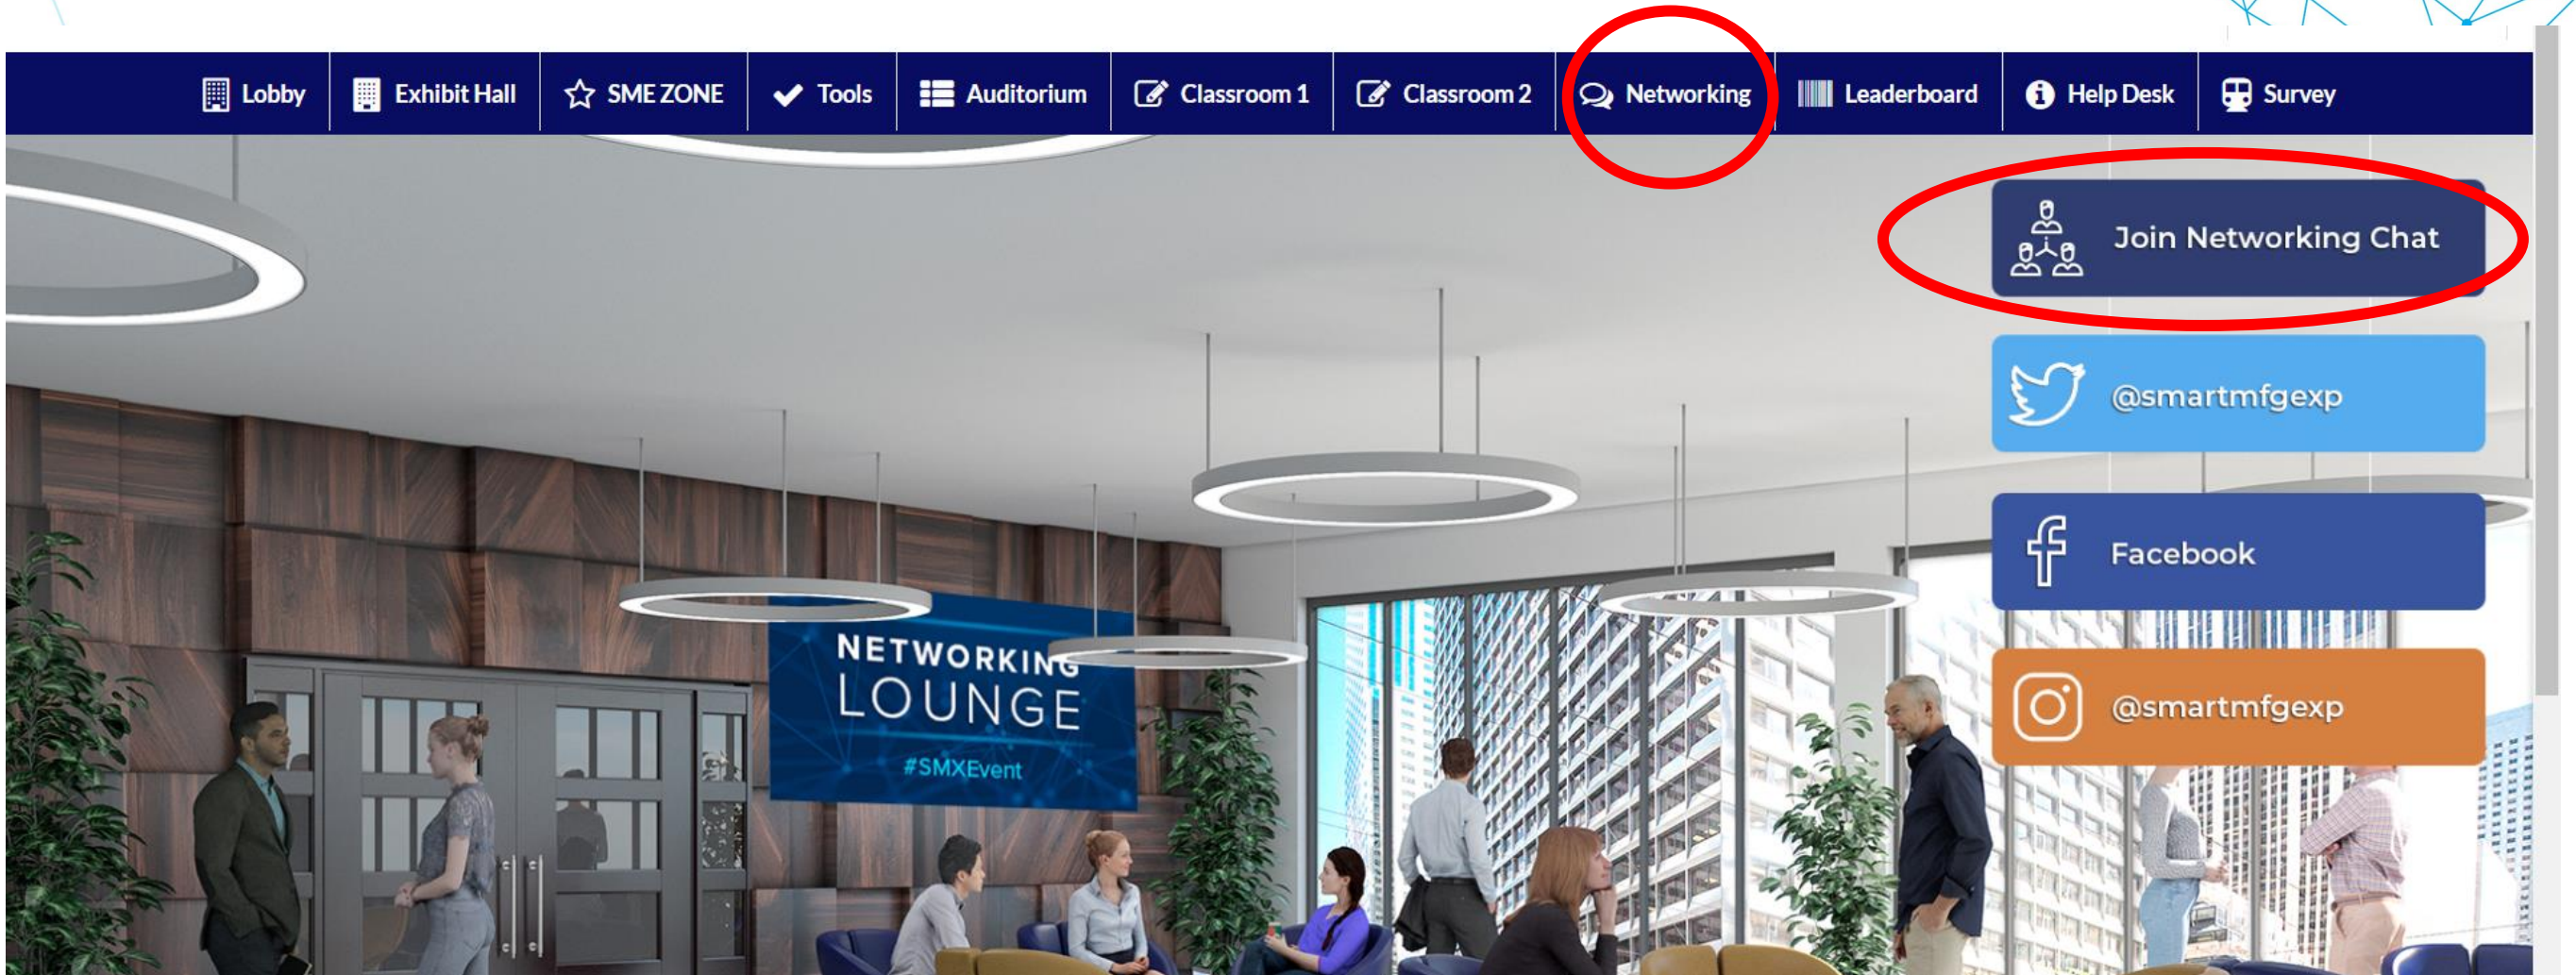 Lobby
Exhibit Hall
SME ZONE
Tools
Auditorium
Classroom 1
Classroom 2
Networking
Leaderboard
Help Desk
Survey
Join Networking Chat
@smartmfgexp
Facebook
@smartmfgexp
NETWORKING
LOUNGE
#SMXEvent